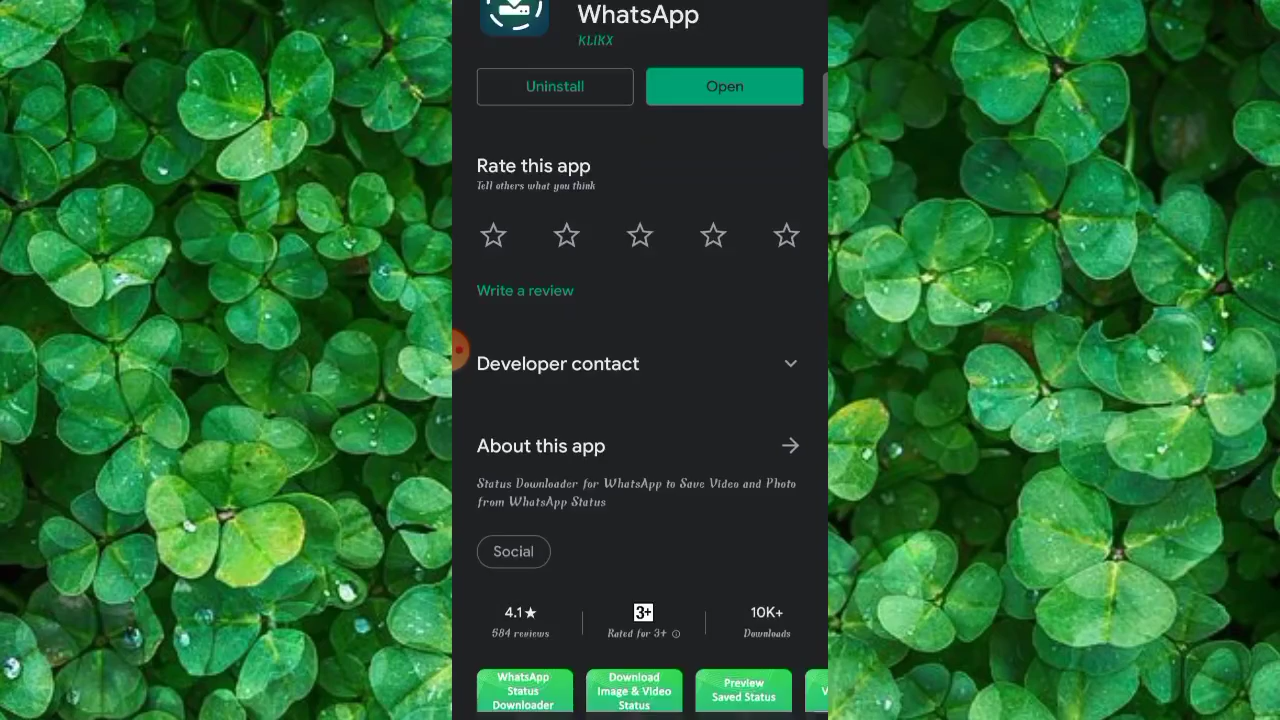 WhatsApp
KLIKX
Uninstall
Open
Rate this app
Tell others what you think
Write a review
Developer contact
About this app
Status Downloader for WhatsApp to Save Video and Photo
from WhatsApp Status
Social
4.1★
584 reviews
3+
Rated for 3+
10K+
Downloads
WhatsApp
Status
Downloader
Download
Image & Video
Status
Preview
Saved Status
V